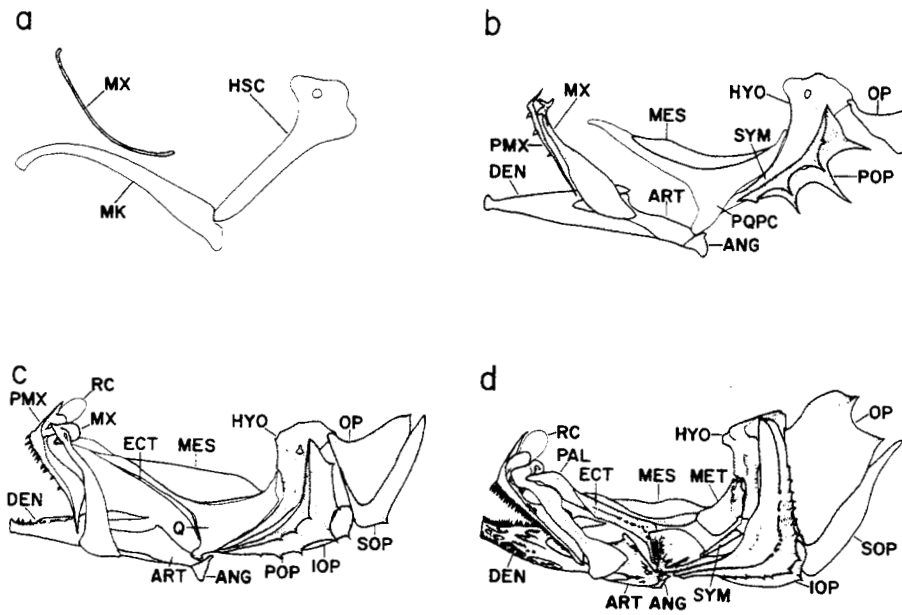 a
MX
HSC
MK
b
MX
HYO
OP
MES
SYM
PMX
DEN
ART
POP
PQPC
ANG
c
RC
PMX
MX
HYO
OP
ECT
MES
DEN
Q
SOP
ART
ANG
POP
IOP
d
OP
RC
HYO
PAL
ECT
MES
MET
SOP
DEN
IOP
ART
ANG
SYM